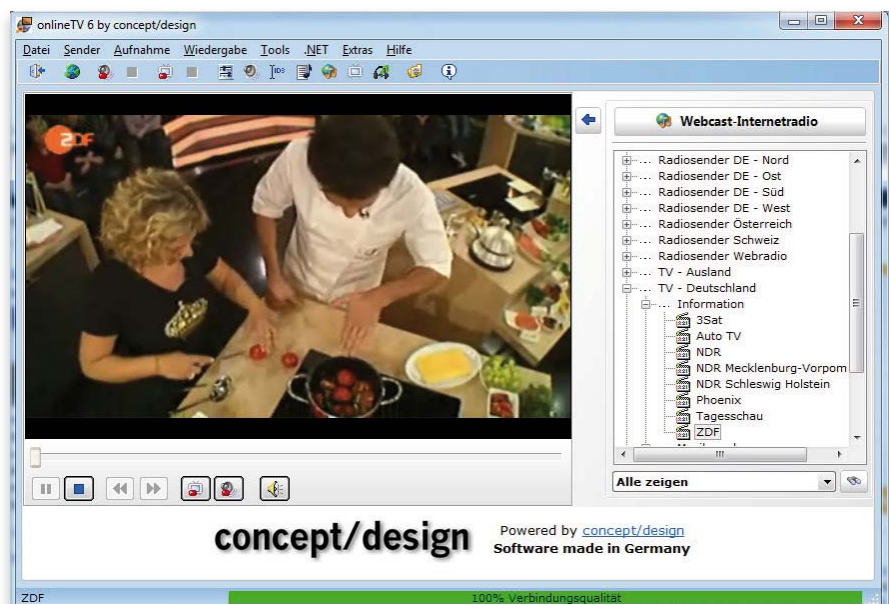 onlineTV 6 by concept/design
Datei Sender Aufnahme Wiedergabe Tools .NET Extras Hilfe
ZDF
Webcast-Internetradio
Radiosender DE - Nord
Radiosender DE - Ost
Radiosender DE - Süd
Radiosender DE - West
Radiosender Österreich
Radiosender Schweiz
Radiosender Webradio
TV - Ausland
TV - Deutschland
Information
3Sat
Auto TV
NDR
NDR Mecklenburg-Vorpom
NDR Schleswig Holstein
Phoenix
Tagesschau
ZDF
Alle zeigen
concept/design
Powered by concept/design
Software made in Germany
ZDF
100% Verbindungsqualität